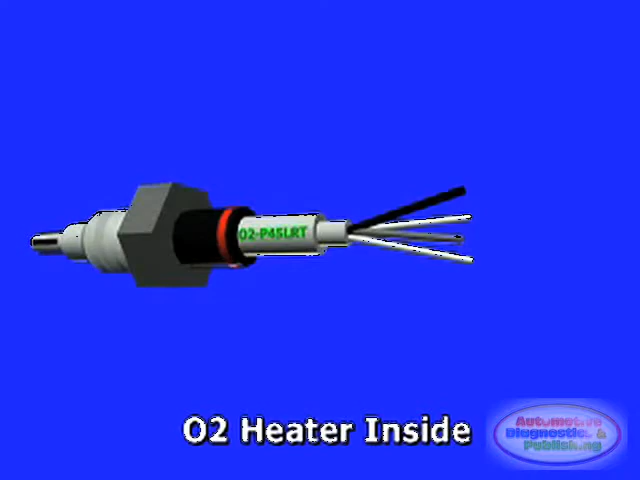 O2-P45LRT
O2 Heater Inside
Automotive
Diagnostic &
Publishing